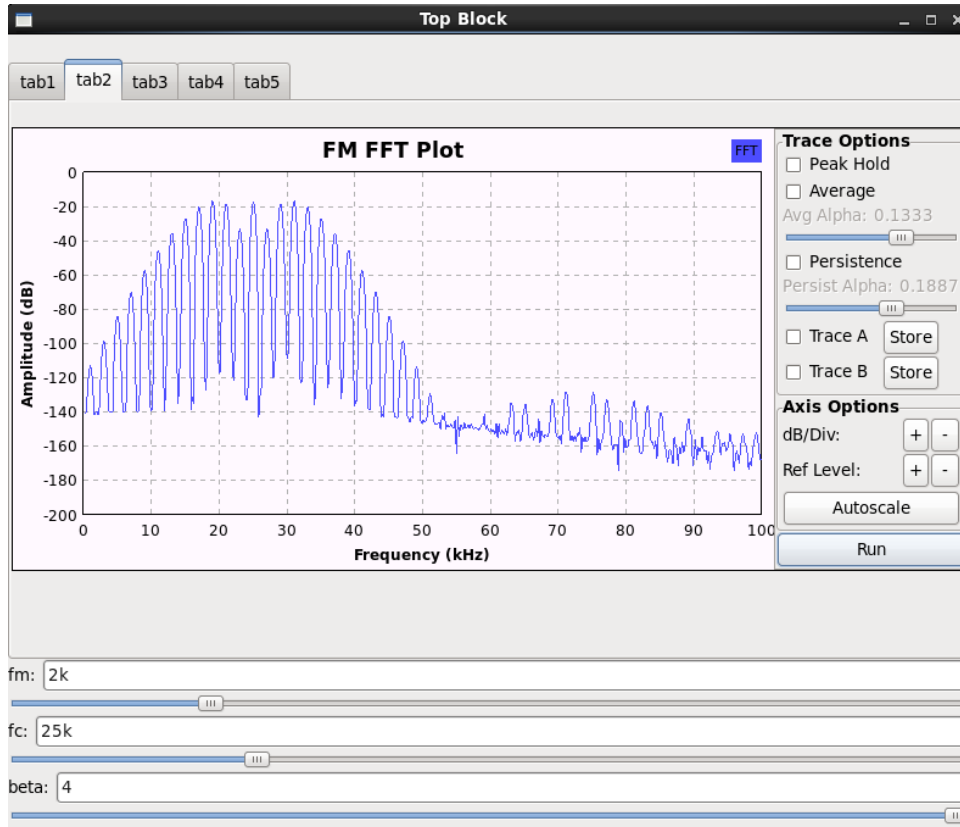 Top Block
tab1 tab2 tab3 tab4 tab5
FM FFT Plot
FFT
Amplitude (dB)
0
-20
-40
-60
-80
-100
-120
-140
-160
-180
-200
0 10 20 30 40 50 60 70 80 90 100
Frequency (kHz)
Trace Options
Peak Hold
Average
Avg Alpha: 0.1333
Persistence
Persist Alpha: 0.1887
Trace A Store
Trace B Store
Axis Options
dB/Div: + -
Ref Level: + -
Autoscale
Run
fm: 2k
fc: 25k
beta: 4